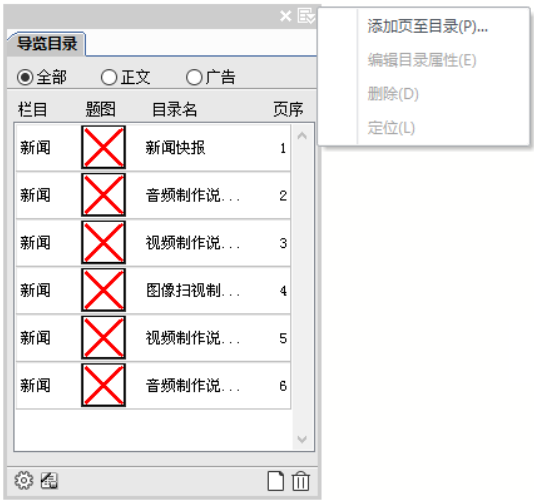 导览目录
全部 正文 广告
栏目 题图 目录名 页序
新闻 新闻快报 1
新闻 音频制作说... 2
新闻 视频制作说... 3
新闻 图像扫视制... 4
新闻 视频制作说... 5
新闻 音频制作说... 6
添加页至目录(P)...
编辑目录属性(E)
删除(D)
定位(L)